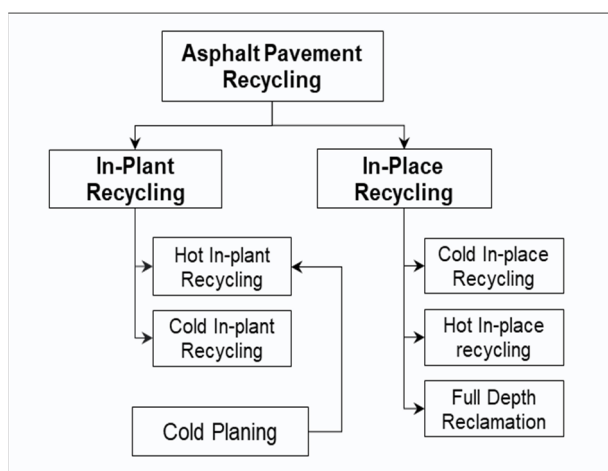 Asphalt Pavement
Recycling
In-Plant
Recycling
In-Place
Recycling
Hot In-plant
Recycling
Cold In-plant
Recycling
Cold Planing
Cold In-place
Recycling
Hot In-place
recycling
Full Depth
Reclamation